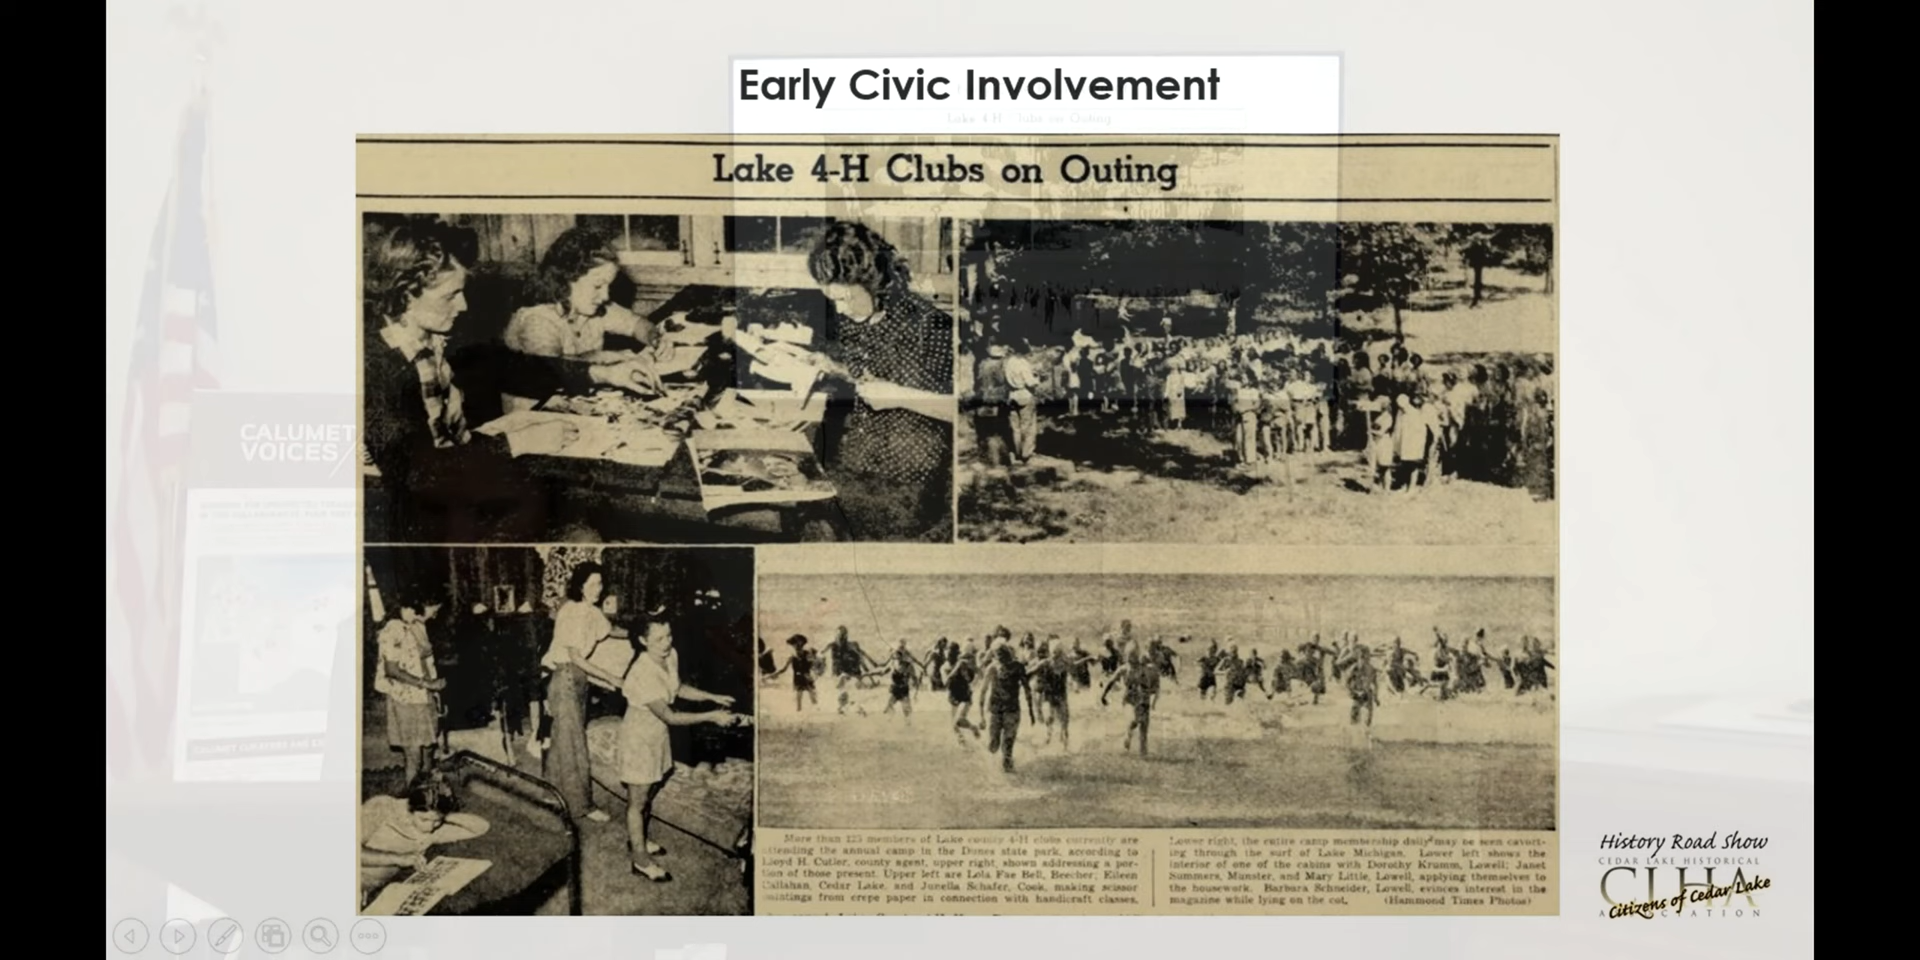 Early Civic Involvement
Lake 4-H Clubs on Outing
Lake 4-H Clubs on Outing
CALUMET
VOICES
More than 125 members of Lake county 4-H clubs currently are
attending the annual camp in the Dunes state park, according to
Lloyd H. Cutler, county agent, upper right, shown addressing a por-
tion of those present. Upper left are Lola Fae Bell, Beecher; Eileen
Callahan, Cedar Lake, and Junella Schafer, Cook, making scissor
paintings from crepe paper in connection with handicraft classes.
Lower right, the entire camp membership daily may be seen cavort-
ing through the surf of Lake Michigan. Lower left shows the
interior of one of the cabins with Dorothy Krumm, Lowell; Janet
Summers, Munster, and Mary Little, Lowell, applying themselves to
the housework. Barbara Schneider, Lowell, evinces interest in the
magazine while lying on the cot. (Hammond Times Photos)
History Road Show
CEDAR LAKE HISTORICAL
CLHA
Citizens of Cedar Lake
ASSOCIATION